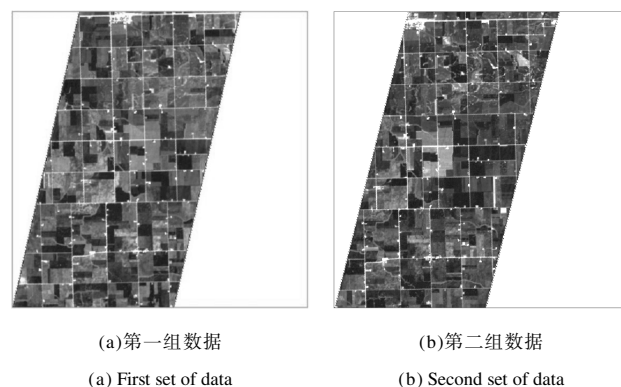 (a)第一组数据
(b)第二组数据
(a) First set of data
(b) Second set of data